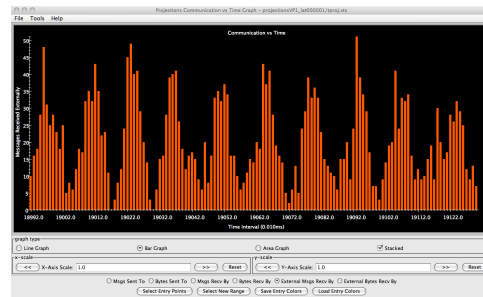 Projections Communication vs Time Graph - projectionsVP1_lat000001/tproj.sts
File Tools Help
Communication vs Time
Messages Received Externally
50
45
40
35
30
25
20
15
10
5
0
18992.0 19002.0 19012.0 19022.0 19032.0 19042.0 19052.0 19062.0 19072.0 19082.0 19092.0 19102.0 19112.0 19122.0
Time Interval (0.010ms)
graph type
Line Graph Bar Graph Area Graph Stacked
x-scale y-scale
<< X-Axis Scale: 1.0 >> Reset << Y-Axis Scale: 1.0 >> Reset
Msgs Sent To Bytes Sent To Msgs Recv By Bytes Recv By External Msgs Recv By External Bytes Recv By
Select Entry Points Select New Range Save Entry Colors Load Entry Colors